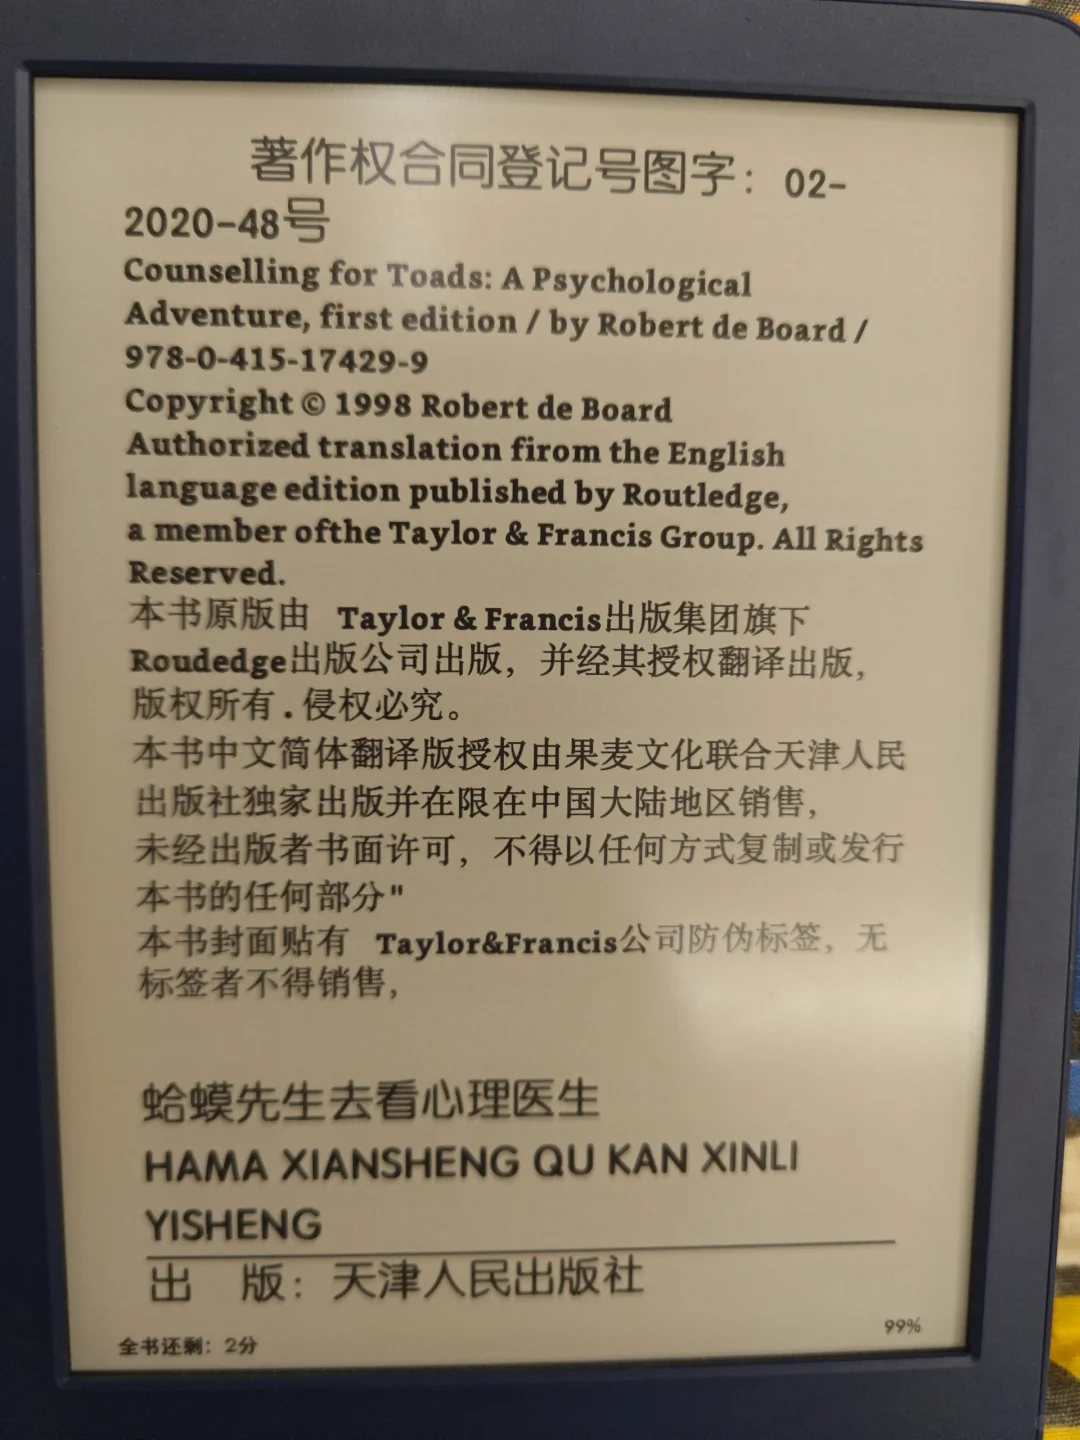 著作权合同登记号图字：02-
2020-48号
Counselling for Toads: A Psychological
Adventure, first edition / by Robert de Board /
978-0-415-17429-9
Copyright © 1998 Robert de Board
Authorized translation firom the English
language edition published by Routledge,
a member ofthe Taylor & Francis Group. All Rights
Reserved.
本书原版由 Taylor & Francis出版集团旗下
Roudedge出版公司出版，并经其授权翻译出版，
版权所有.侵权必究。
本书中文简体翻译版授权由果麦文化联合天津人民
出版社独家出版并在限在中国大陆地区销售，
未经出版者书面许可，不得以任何方式复制或发行
本书的任何部分"
本书封面贴有 Taylor&Francis公司防伪标签，无
标签者不得销售，
蛤蟆先生去看心理医生
HAMA XIANSHENG QU KAN XINLI
YISHENG
出 版：天津人民出版社
全书还剩：2分 99%